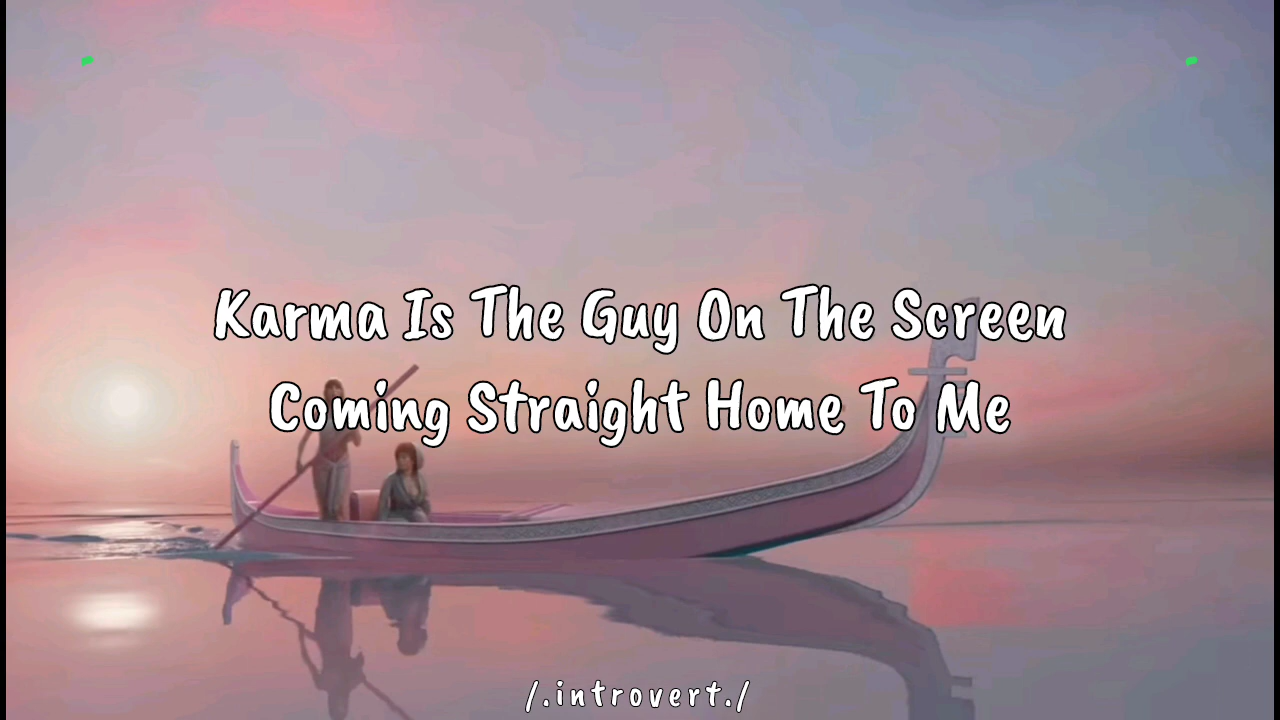 Karma Is The Guy On The Screen
Coming Straight Home To Me
/.introvert./